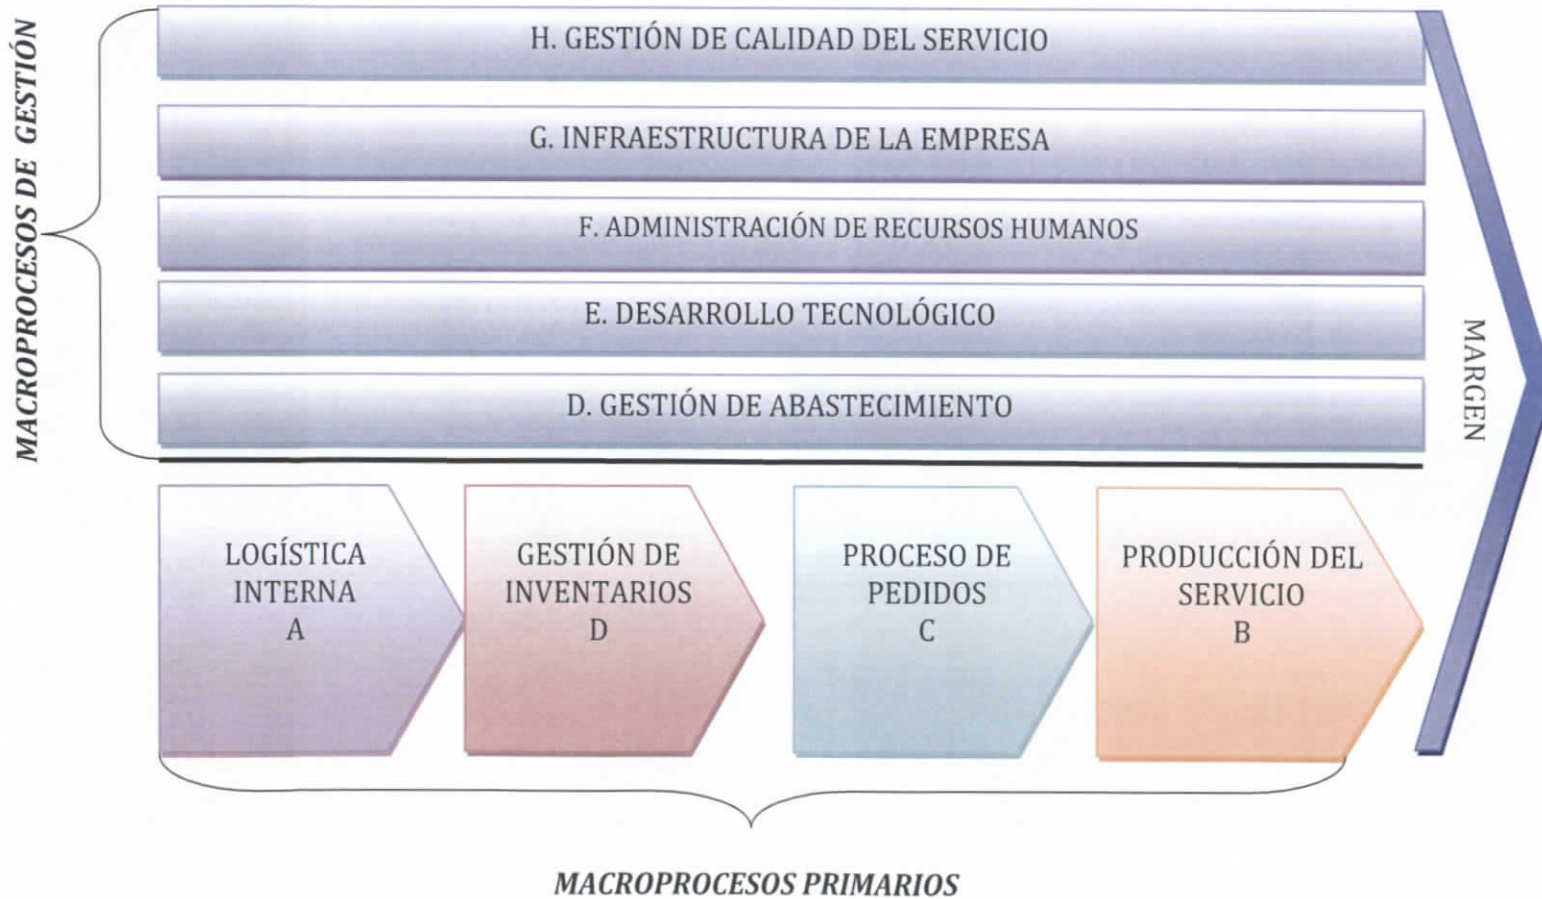 MACROPROCESOS DE GESTIÓN
H. GESTIÓN DE CALIDAD DEL SERVICIO
G. INFRAESTRUCTURA DE LA EMPRESA
F. ADMINISTRACIÓN DE RECURSOS HUMANOS
E. DESARROLLO TECNOLÓGICO
D. GESTIÓN DE ABASTECIMIENTO
MARGEN
LOGÍSTICA
INTERNA
A
GESTIÓN DE
INVENTARIOS
D
PROCESO DE
PEDIDOS
C
PRODUCCIÓN DEL
SERVICIO
B
MACROPROCESOS PRIMARIOS